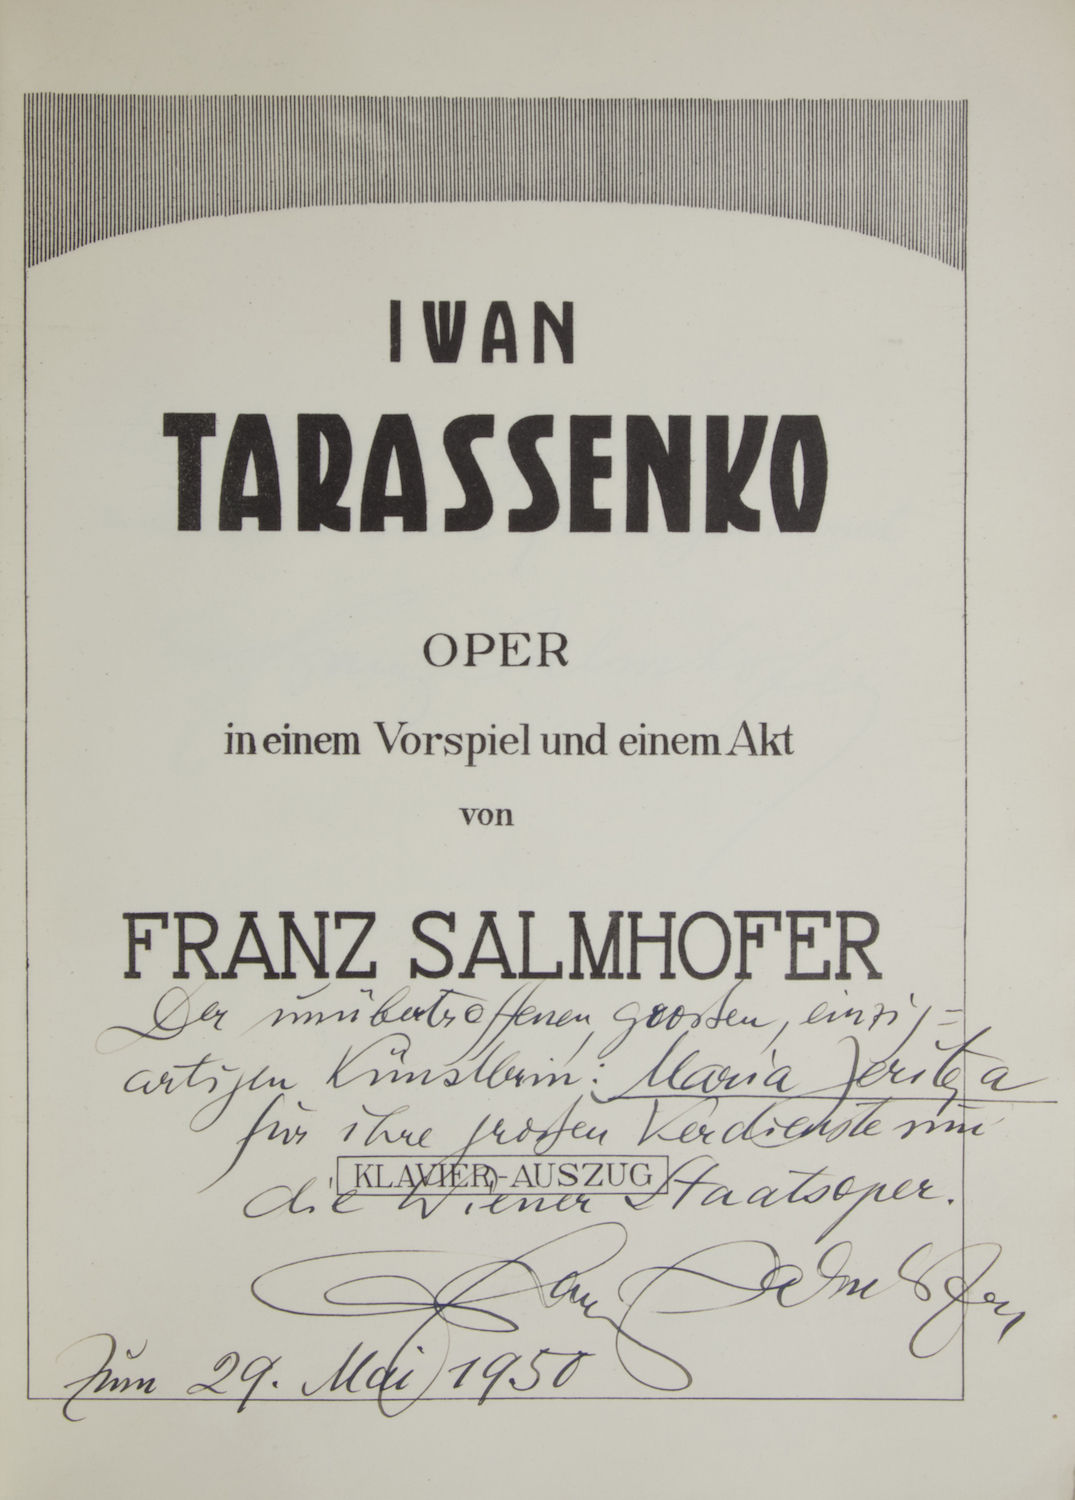 IWAN
TARASSENKO
OPER
in einem Vorspiel und einem Akt
von
FRANZ SALMHOFER
Der unübertroffenen, grossen, einzig=
artigen Künstlerin: Maria Jeritza
für ihre großen Verdienste um
KLAVIER-AUSZUG
die Wiener Staatsoper.
Franz Salmhofer
Zum 29. Mai 1950